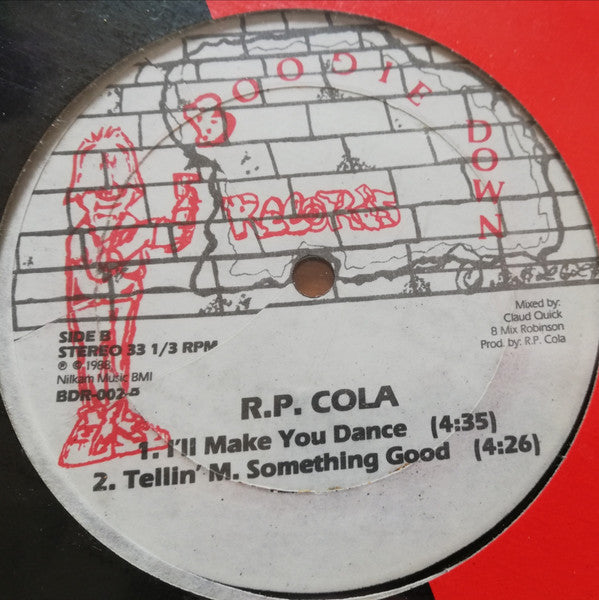 BOOGIE DOWN
RECORDS
Mixed by:
Claud Quick
B Mix Robinson
Prod. by: R.P. Cola
SIDE B
STEREO 33 1/3 RPM
℗ © 1988
Nilkam Music BMI
BDR-002-B
R.P. COLA
1. I'll Make You Dance (4:35)
2. Tellin' M. Something Good (4:26)